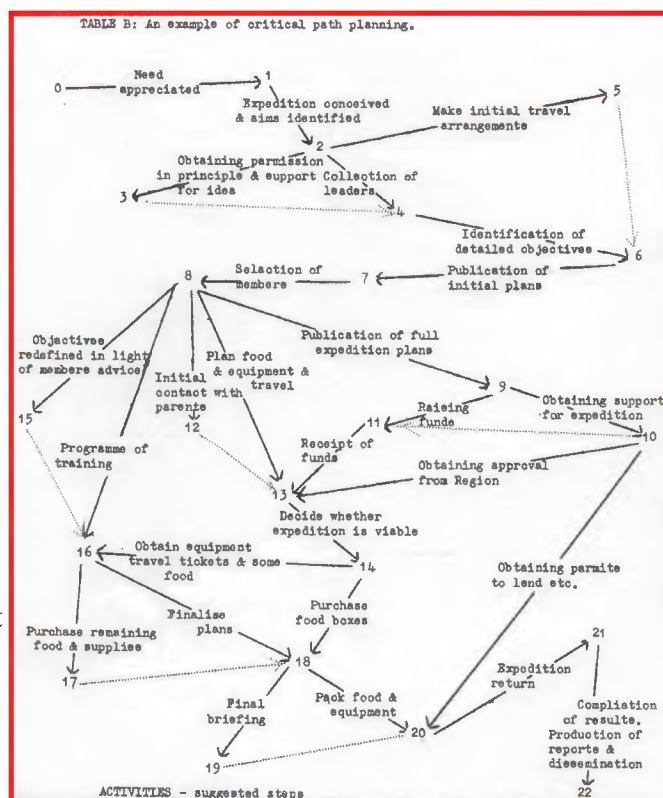 TABLE B: An example of critical path planning.
0
Need
appreciated
1
Expedition conceived
& aims identified
5
Make initial travel
arrangements
2
Obtaining parmission
in principle & support
for idea
Collection of
leaders
3
4
Identification of
detailed objectives
6
8
Selaction of
members
7
Publication of
initial plans
Objectives
redefined in light
of members advice
Initial
contact with
parents
Plan food
& equipment &
travel
Publication of full
expedition plans
9
15
12
11
Raising
funds
Obtaining support
for expedition
10
Programme of
training
Receipt of
funds
Obtaining approval
from Region
13
Decide whether
expedition is viable
16
Obtain equipment
travel tickets & some
food
14
Obtaining parmits
to lend etc.
Purchase remaining
food & supplies
Finalise
plans
Purchase
food boxes
17
18
21
Final
briefing
Pack food &
equipment
Expedition
return
19
20
Compliation
of results.
Production of
reports &
dissemination
22
ACTIVITIES - suggested steps